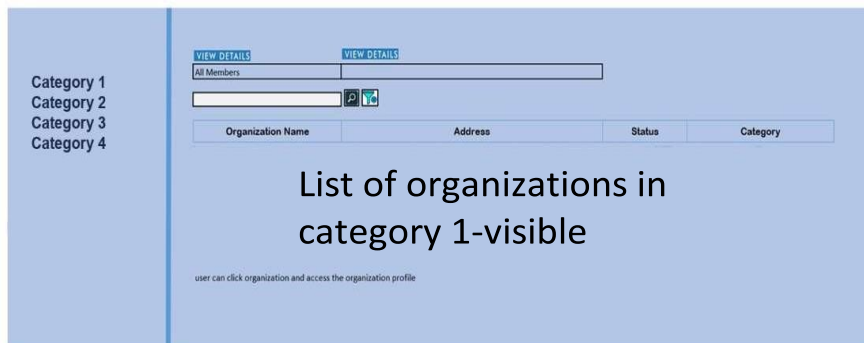 Category 1
Category 2
Category 3
Category 4
VIEW DETAILS VIEW DETAILS
All Members
Organization Name Address Status Category
List of organizations in
category 1-visible
user can click organization and access the organization profile